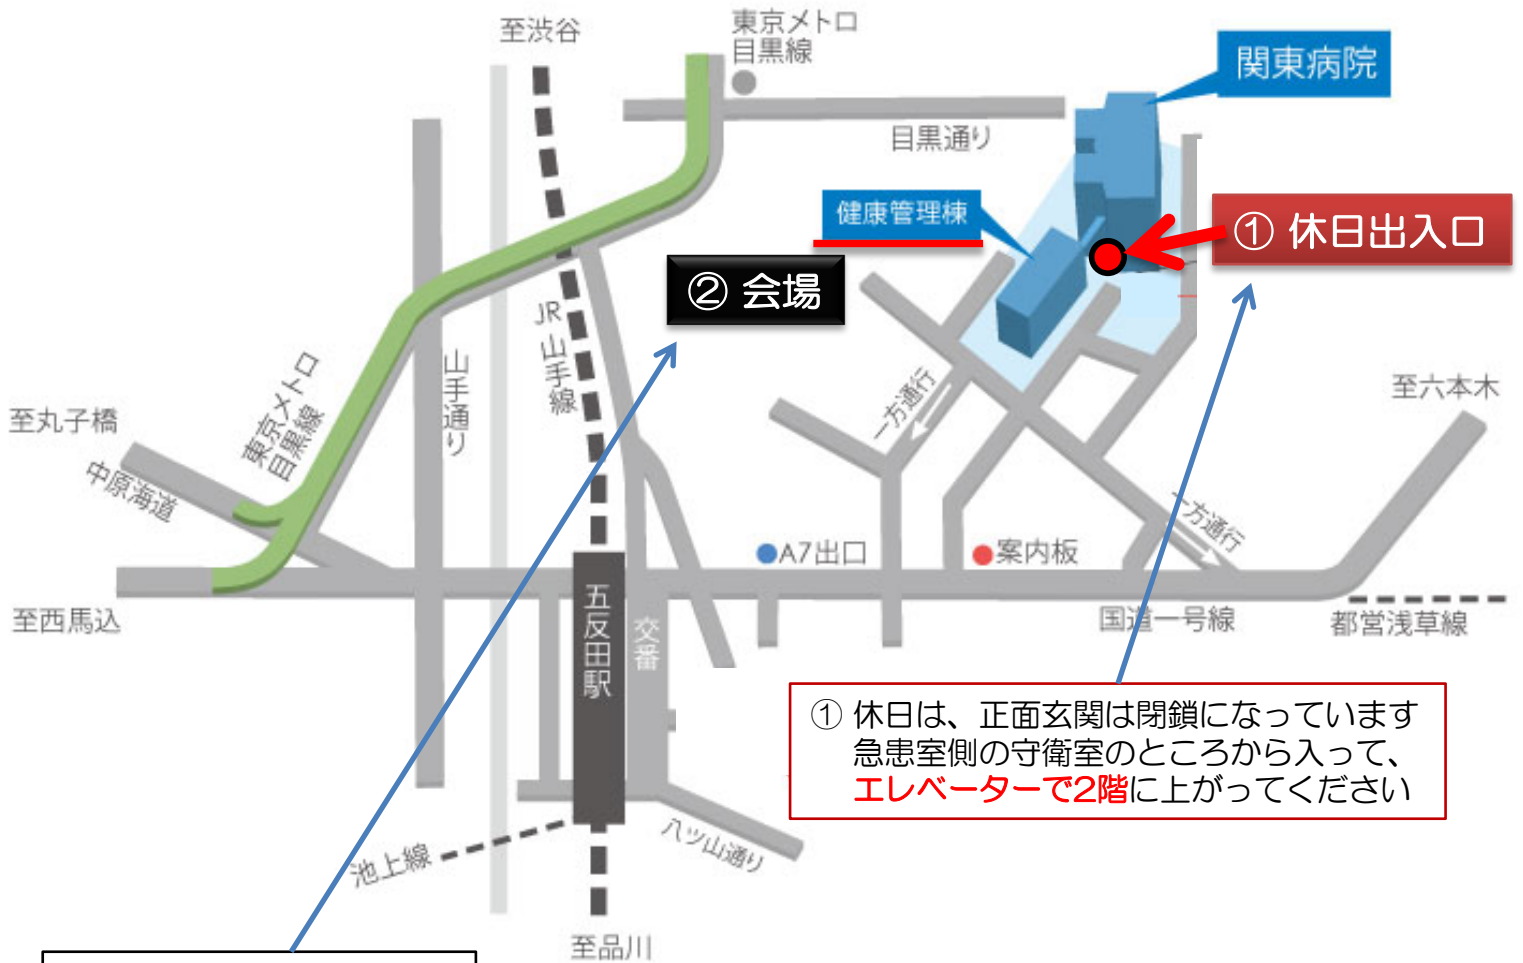 至渋谷
東京メトロ
目黒線
関東病院
目黒通り
健康管理棟
① 休日出入口
② 会場
JR 山手線
山手通り
東京メトロ
目黒線
至丸子橋
中原海道
一方通行
至六本木
一方通行
A7出口
案内板
至西馬込
五反田駅
交番
国道一号線
都営浅草線
① 休日は、正面玄関は閉鎖になっています
急患室側の守衛室のところから入って、
エレベーターで2階に上がってください
八ツ山通り
池上線
至品川